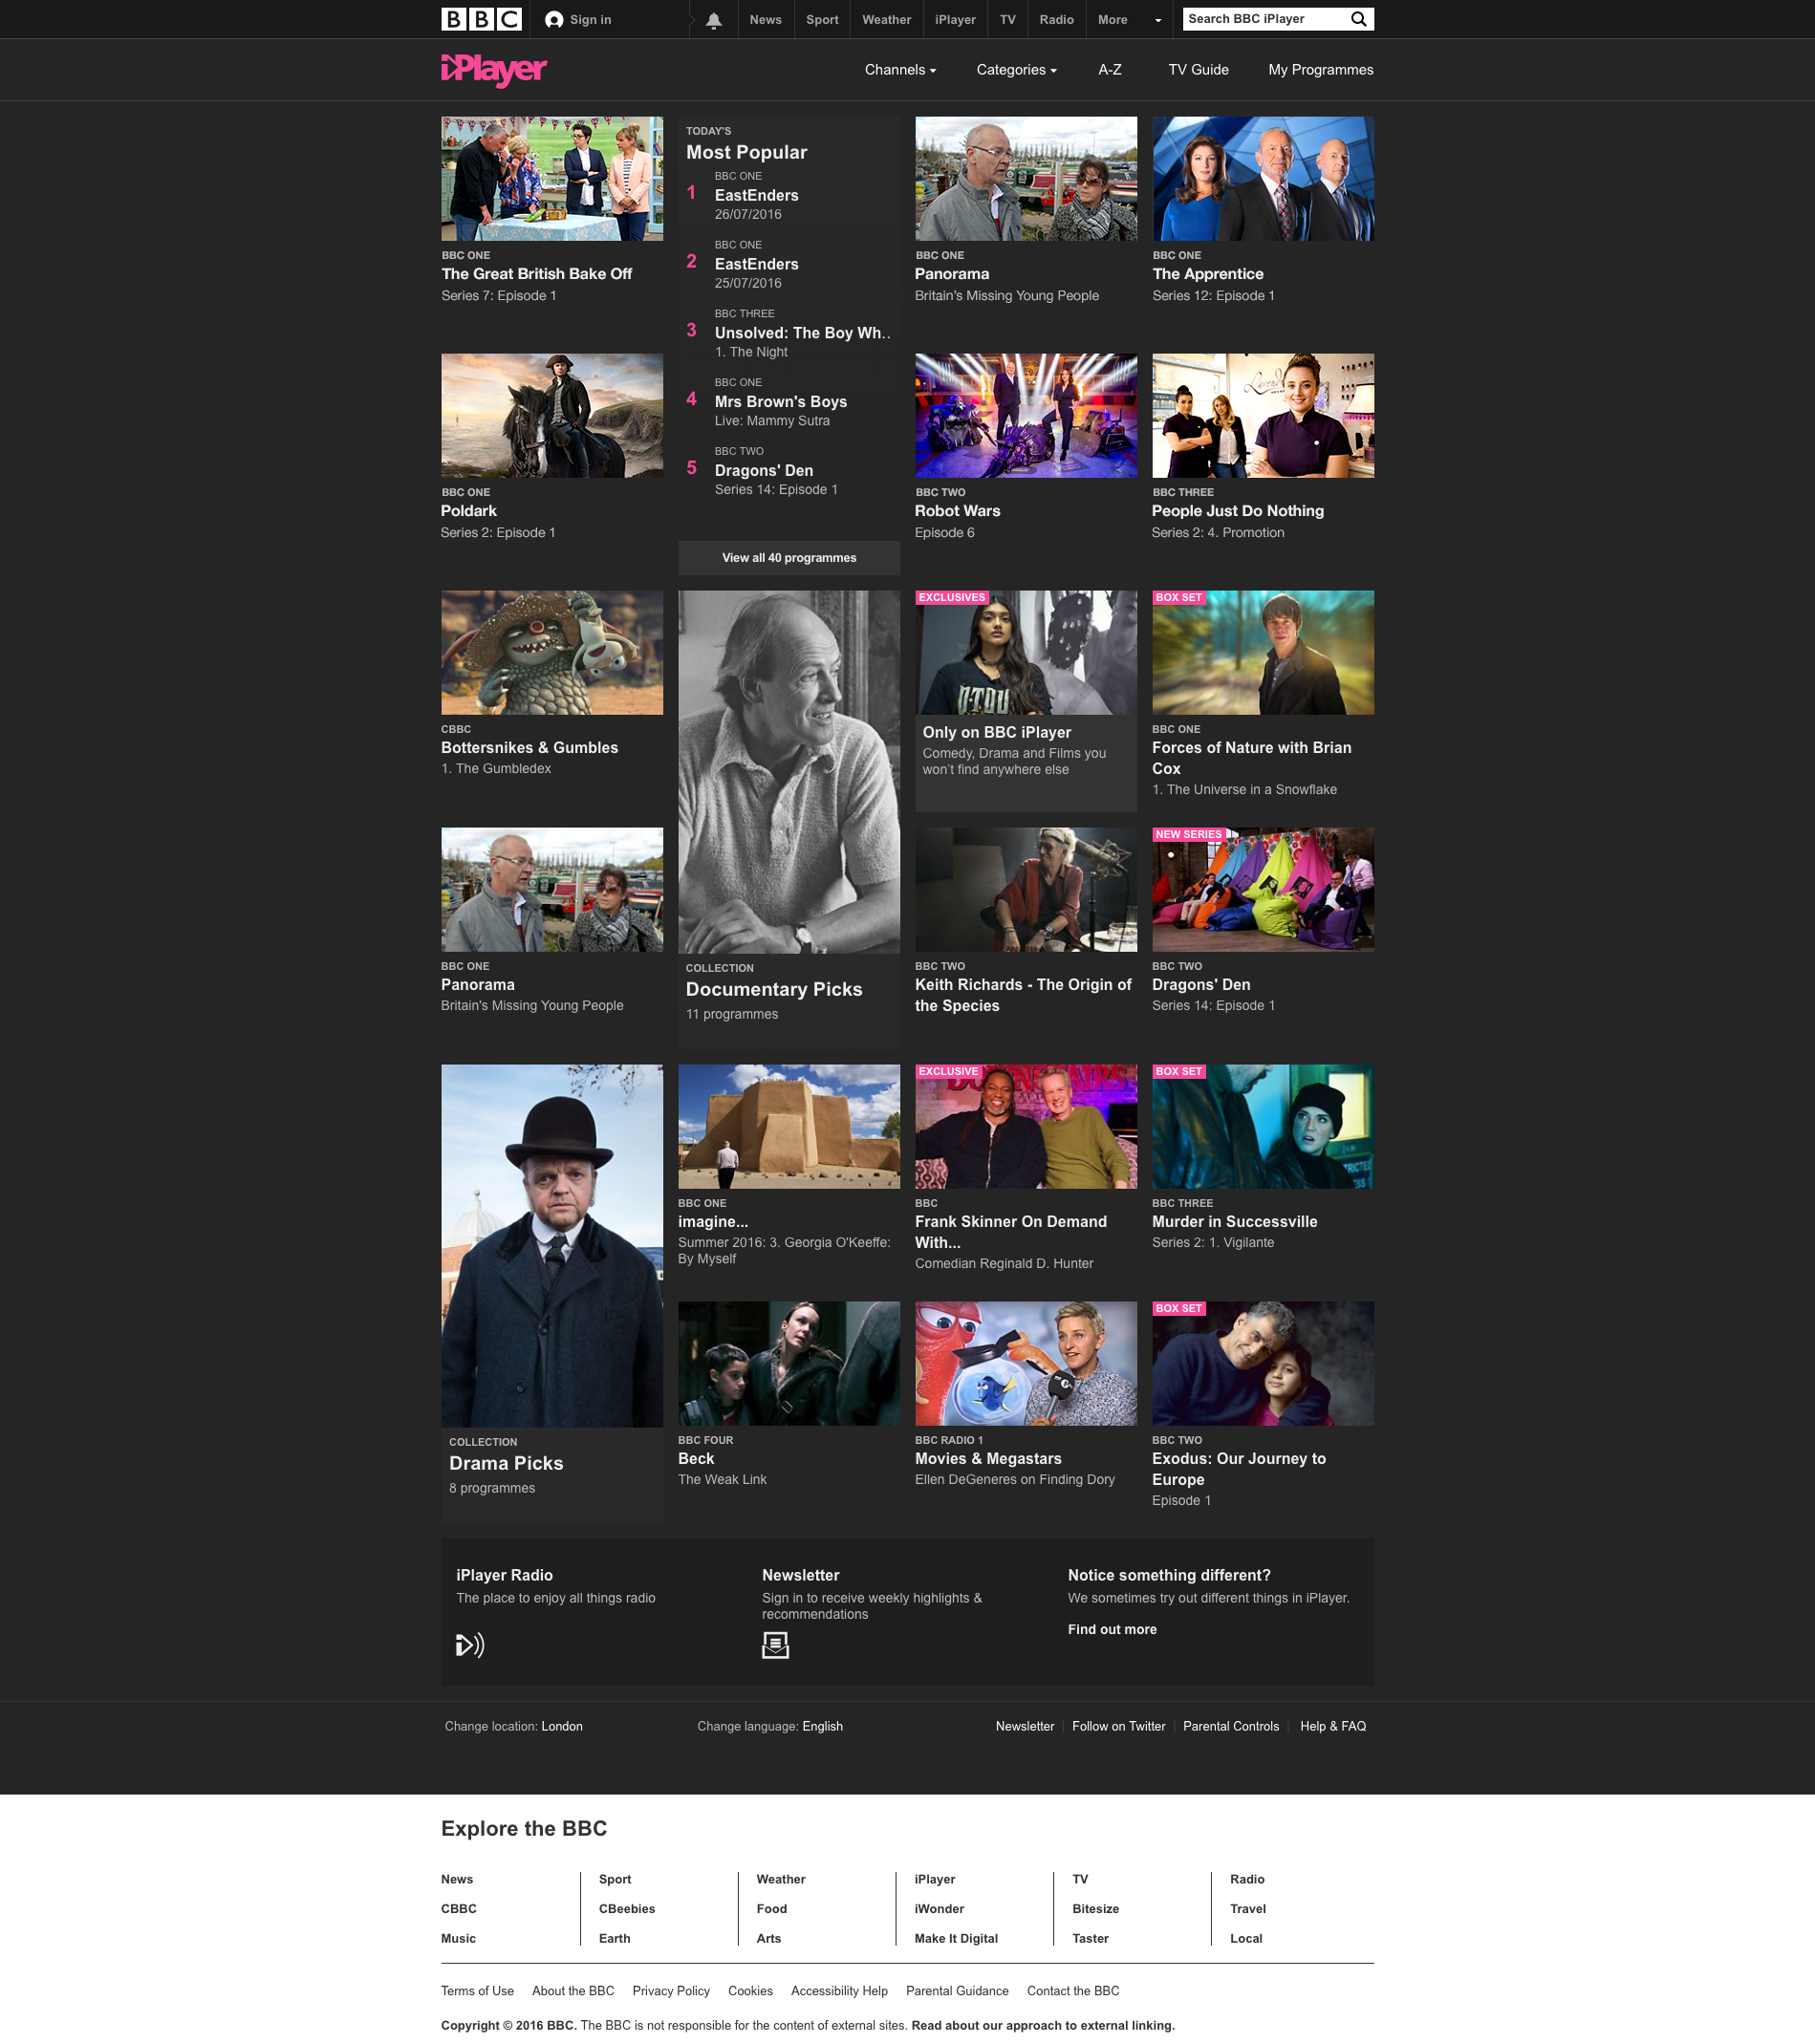 BBC
Sign in
News
Sport
Weather
iPlayer
TV
Radio
More
Search BBC iPlayer
iPlayer
Channels
Categories
A-Z
TV Guide
My Programmes
BBC ONE
The Great British Bake Off
Series 7: Episode 1
TODAY'S
Most Popular
1
BBC ONE
EastEnders
26/07/2016
2
BBC ONE
EastEnders
25/07/2016
3
BBC THREE
Unsolved: The Boy Wh..
1. The Night
4
BBC ONE
Mrs Brown's Boys
Live: Mammy Sutra
5
BBC TWO
Dragons' Den
Series 14: Episode 1
View all 40 programmes
BBC ONE
Panorama
Britain's Missing Young People
BBC ONE
The Apprentice
Series 12: Episode 1
BBC ONE
Poldark
Series 2: Episode 1
BBC TWO
Robot Wars
Episode 6
BBC THREE
People Just Do Nothing
Series 2: 4. Promotion
CBBC
Bottersnikes & Gumbles
1. The Gumbledex
COLLECTION
Documentary Picks
11 programmes
EXCLUSIVES
Only on BBC iPlayer
Comedy, Drama and Films you
won't find anywhere else
BOX SET
BBC ONE
Forces of Nature with Brian
Cox
1. The Universe in a Snowflake
BBC ONE
Panorama
Britain's Missing Young People
BBC TWO
Keith Richards - The Origin of
the Species
NEW SERIES
BBC TWO
Dragons' Den
Series 14: Episode 1
COLLECTION
Drama Picks
8 programmes
BBC ONE
imagine...
Summer 2016: 3. Georgia O'Keeffe:
By Myself
EXCLUSIVE
BBC
Frank Skinner On Demand
With...
Comedian Reginald D. Hunter
BOX SET
BBC THREE
Murder in Successville
Series 2: 1. Vigilante
BBC FOUR
Beck
The Weak Link
BBC RADIO 1
Movies & Megastars
Ellen DeGeneres on Finding Dory
BOX SET
BBC TWO
Exodus: Our Journey to
Europe
Episode 1
iPlayer Radio
The place to enjoy all things radio
Newsletter
Sign in to receive weekly highlights &
recommendations
Notice something different?
We sometimes try out different things in iPlayer.
Find out more
Change location: London
Change language: English
Newsletter
Follow on Twitter
Parental Controls
Help & FAQ
Explore the BBC
News
Sport
Weather
iPlayer
TV
Radio
CBBC
CBeebies
Food
iWonder
Bitesize
Travel
Music
Earth
Arts
Make It Digital
Taster
Local
Terms of Use
About the BBC
Privacy Policy
Cookies
Accessibility Help
Parental Guidance
Contact the BBC
Copyright © 2016 BBC. The BBC is not responsible for the content of external sites. Read about our approach to external linking.